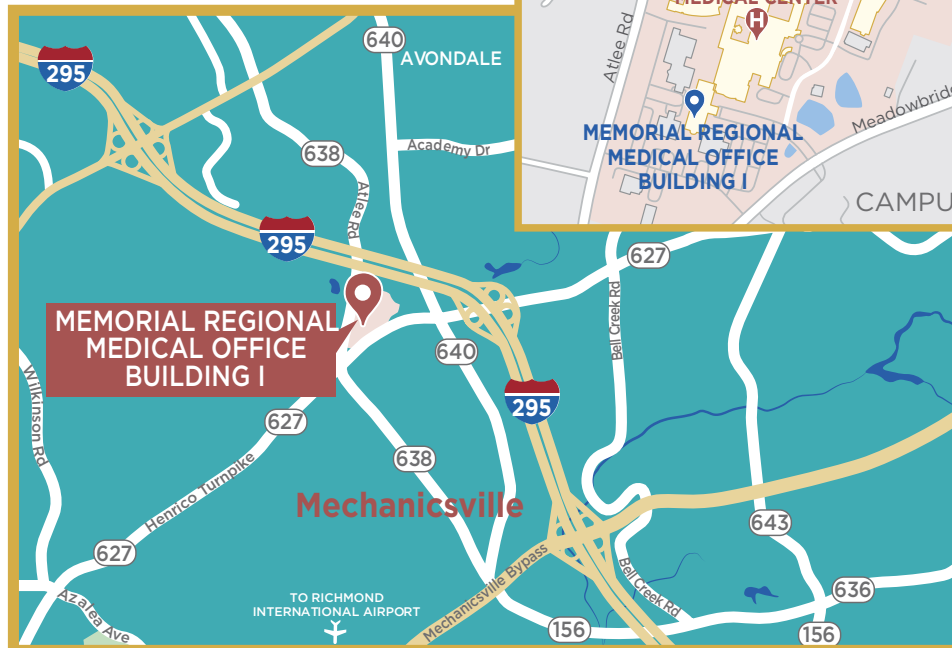 MEDICAL CENTER
H
Atlee Rd
MEMORIAL REGIONAL
MEDICAL OFFICE
BUILDING I
CAMPU
295
640
AVONDALE
638
Academy Dr
Atlee Rd
295
627
MEMORIAL REGIONAL
MEDICAL OFFICE
BUILDING I
Bell Creek Rd
640
Wilkinson Rd
295
627
638
Henrico Turnpike
Mechanicsville
643
627
Mechanicsville Bypass
Bell Creek Rd
Azalea Ave
TO RICHMOND
INTERNATIONAL AIRPORT
636
156
156